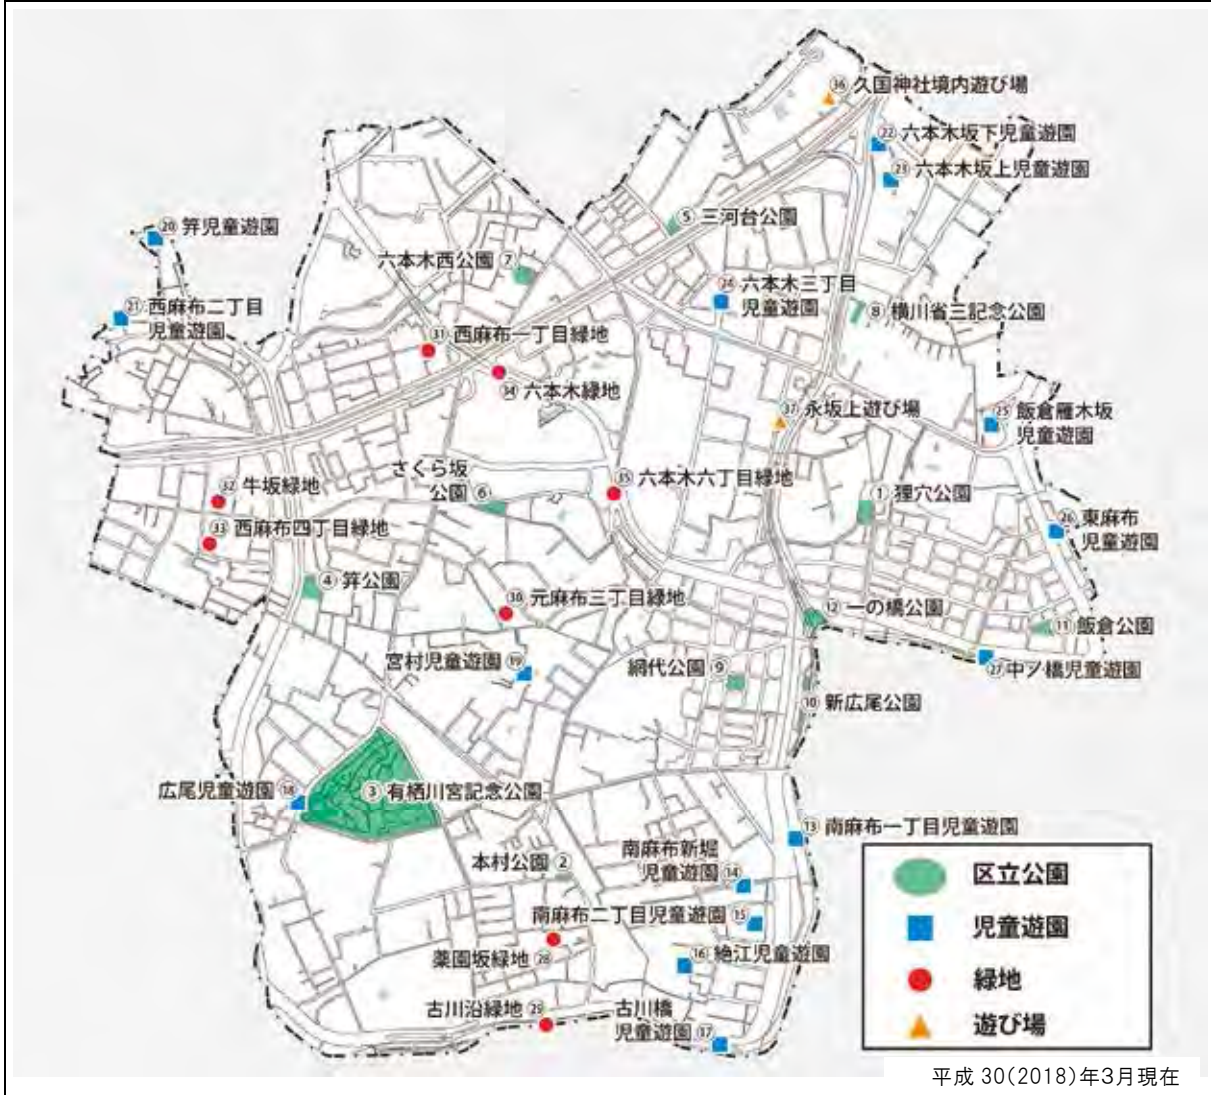 ㊱ 久国神社境内遊び場
㉒ 六本木坂下児童遊園
㉓ 六本木坂上児童遊園
⑤ 三河台公園
⑳ 笄児童遊園
六本木西公園 ⑦
㉔ 六本木三丁目
児童遊園
㉑ 西麻布二丁目
児童遊園
⑧ 横川省三記念公園
㉛ 西麻布一丁目緑地
㉞ 六本木緑地
㊲ 永坂上遊び場
㉕ 飯倉雁木坂
児童遊園
さくら坂
公園 ⑥
㉟ 六本木六丁目緑地
㉜ 牛坂緑地
① 狸穴公園
㉝ 西麻布四丁目緑地
㉖ 東麻布
児童遊園
④ 笄公園
㉚ 元麻布三丁目緑地
⑫ 一の橋公園
⑪ 飯倉公園
宮村児童遊園 ⑲
網代公園 ⑨
㉗ 中ノ橋児童遊園
⑩ 新広尾公園
広尾児童遊園 ⑱
③ 有栖川宮記念公園
⑬ 南麻布一丁目児童遊園
本村公園 ②
南麻布新堀
児童遊園 ⑭
南麻布二丁目児童遊園 ⑮
薬園坂緑地 ㉘
⑯ 絶江児童遊園
古川沿緑地 ㉙
古川橋
児童遊園 ⑰
区立公園
児童遊園
緑地
遊び場
平成 30(2018)年3月現在